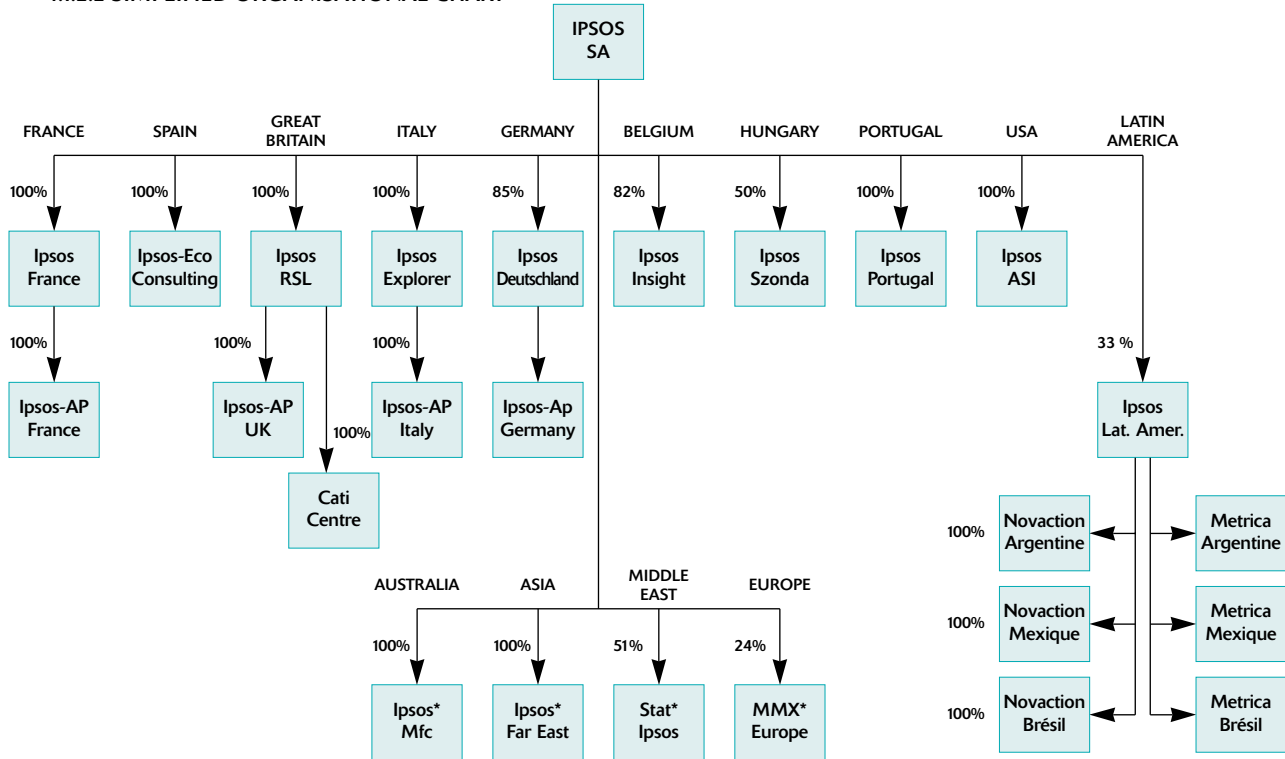 IPSOS
SA
FRANCE
SPAIN
GREAT
BRITAIN
ITALY
GERMANY
BELGIUM
HUNGARY
PORTUGAL
USA
LATIN
AMERICA
100%
100%
100%
100%
85%
82%
50%
100%
100%
Ipsos
France
Ipsos-Eco
Consulting
Ipsos
RSL
Ipsos
Explorer
Ipsos
Deutschland
Ipsos
Insight
Ipsos
Szonda
Ipsos
Portugal
Ipsos
ASI
100%
100%
100%
33 %
Ipsos-AP
France
Ipsos-AP
UK
Ipsos-AP
Italy
Ipsos-Ap
Germany
Ipsos
Lat. Amer.
100%
Cati
Centre
100%
Novaction
Argentine
Metrica
Argentine
100%
Novaction
Mexique
Metrica
Mexique
100%
Novaction
Brésil
Metrica
Brésil
AUSTRALIA
ASIA
MIDDLE
EAST
EUROPE
100%
100%
51%
24%
Ipsos*
Mfc
Ipsos*
Far East
Stat*
Ipsos
MMX*
Europe